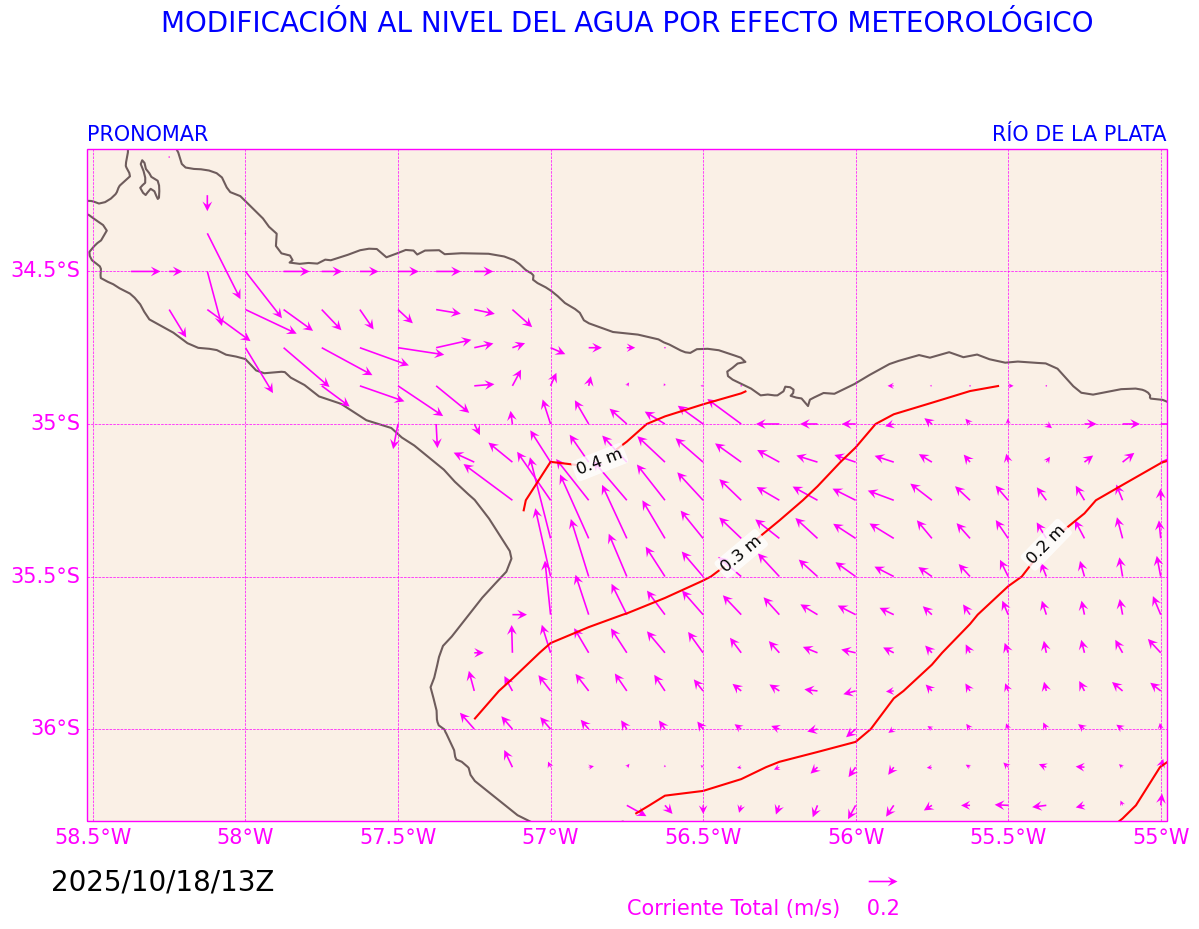 MODIFICACIÓN AL NIVEL DEL AGUA POR EFECTO METEOROLÓGICO
PRONOMAR
RÍO DE LA PLATA
34.5°S
35°S
35.5°S
36°S
0.4 m
0.3 m
0.2 m
58.5°W
58°W
57.5°W
57°W
56.5°W
56°W
55.5°W
55°W
2025/10/18/13Z
Corriente Total (m/s) 0.2